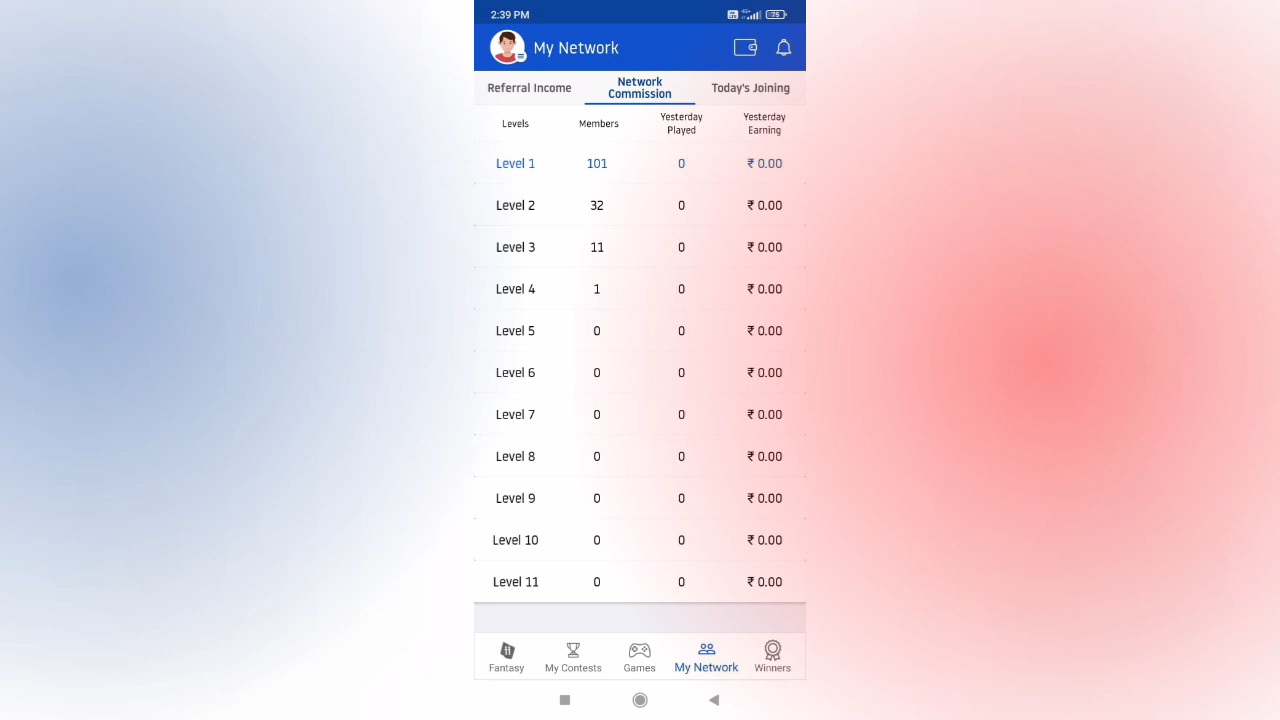 2:39 PM 4G+ 75
My Network
Referral Income Network Commission Today's Joining
Levels Members Yesterday Played Yesterday Earning
Level 1 101 0 ₹ 0.00
Level 2 32 0 ₹ 0.00
Level 3 11 0 ₹ 0.00
Level 4 1 0 ₹ 0.00
Level 5 0 0 ₹ 0.00
Level 6 0 0 ₹ 0.00
Level 7 0 0 ₹ 0.00
Level 8 0 0 ₹ 0.00
Level 9 0 0 ₹ 0.00
Level 10 0 0 ₹ 0.00
Level 11 0 0 ₹ 0.00
Fantasy My Contests Games My Network Winners